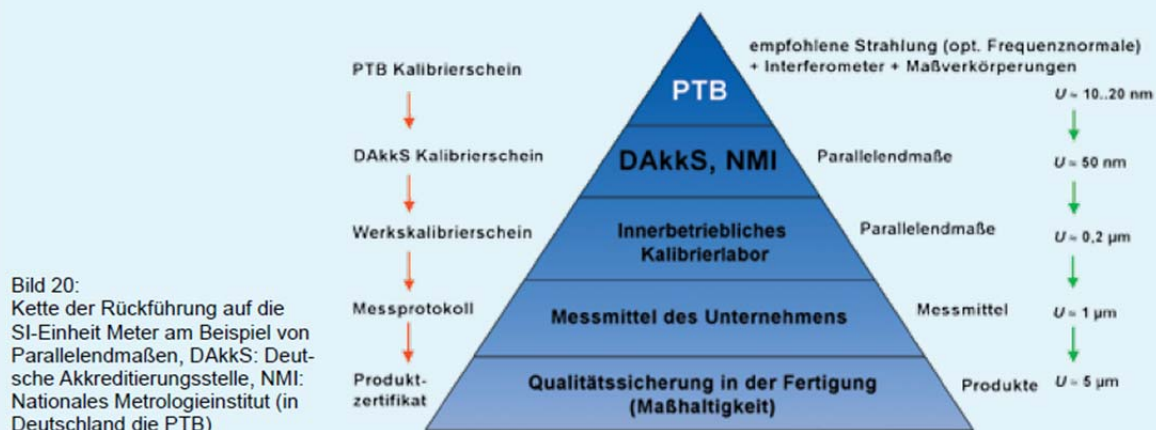 empfohlene Strahlung (opt. Frequenznormale)
+ Interferometer + Maßverkörperungen
PTB Kalibrierschein
PTB
U ≈ 10..20 nm
DAkkS Kalibrierschein
DAkkS, NMI
Parallelendmaße
U ≈ 50 nm
Werkskalibrierschein
Innerbetriebliches
Kalibrierlabor
Parallelendmaße
U ≈ 0,2 µm
Messprotokoll
Messmittel des Unternehmens
Messmittel
U ≈ 1 µm
Produkt-
zertifikat
Qualitätssicherung in der Fertigung
(Maßhaltigkeit)
Produkte
U ≈ 5 µm
Bild 20:
Kette der Rückführung auf die
SI-Einheit Meter am Beispiel von
Parallelendmaßen, DAkkS: Deut-
sche Akkreditierungsstelle, NMI:
Nationales Metrologieinstitut (in
Deutschland die PTB)